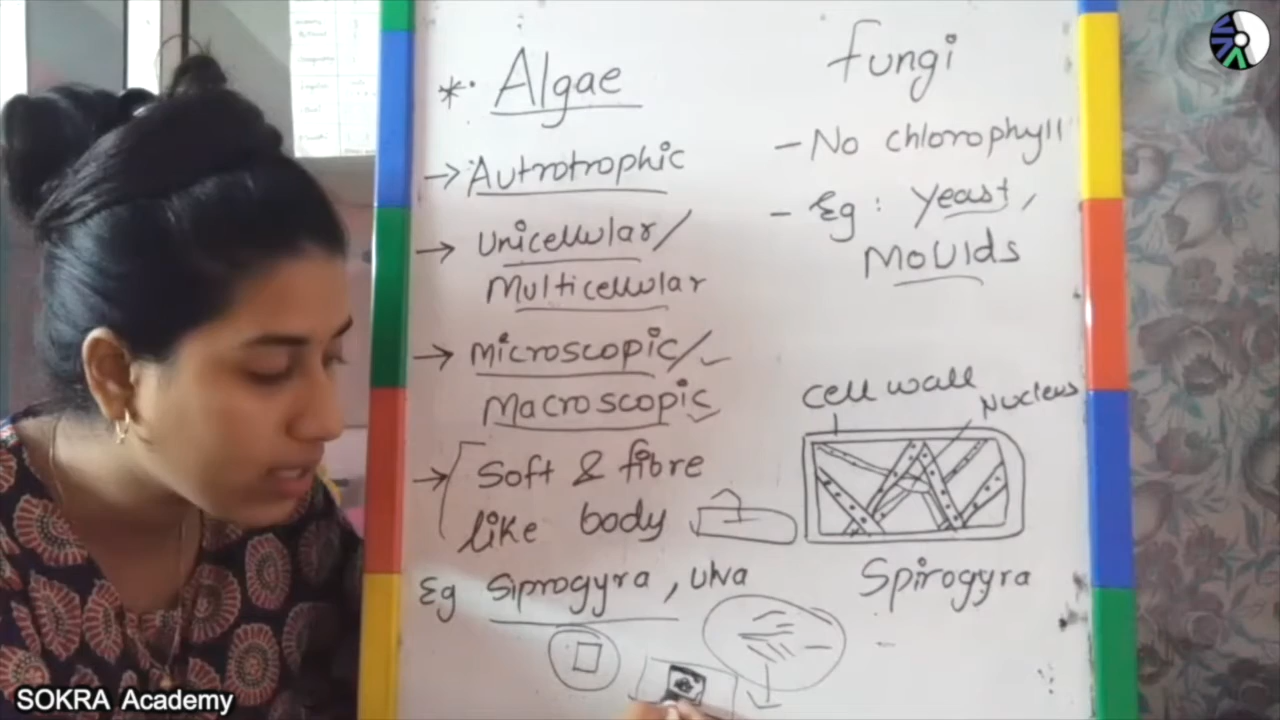 *· Algae
→ Autrotrophic
→ Unicellular/
Multicellular
→ Microscopic/
Macroscopic
→ Soft & fibre
like body
Eg Siprogyra, Ulva
Fungi
- No chlorophyll
- Eg: Yeast,
Moulds
Cell wall
Nucleus
Spirogyra
SOKRA Academy